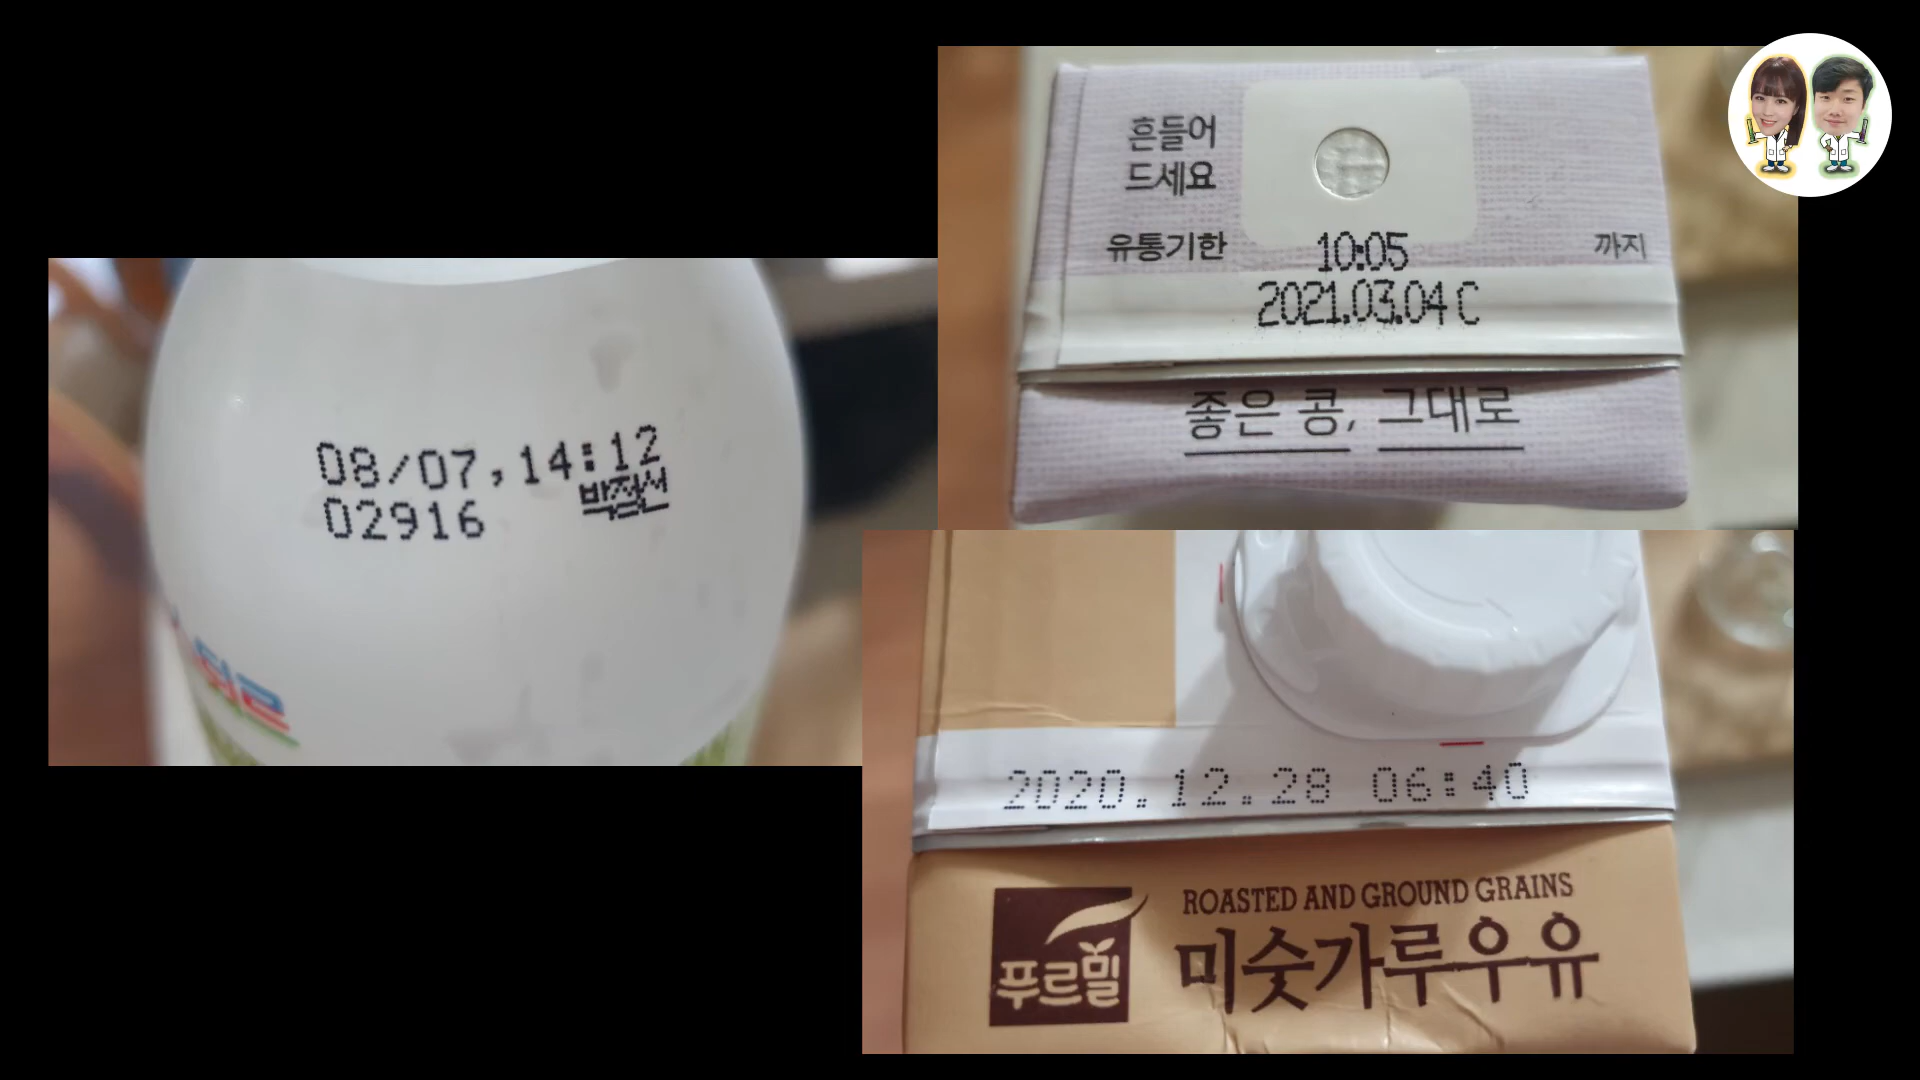 08/07,14:12
02916 박점선
흔들어
드세요
유통기한 10:05 까지
2021.03.04 C
좋은 콩, 그대로
2020.12.28 06:40
푸르밀
ROASTED AND GROUND GRAINS
미숫가루우유